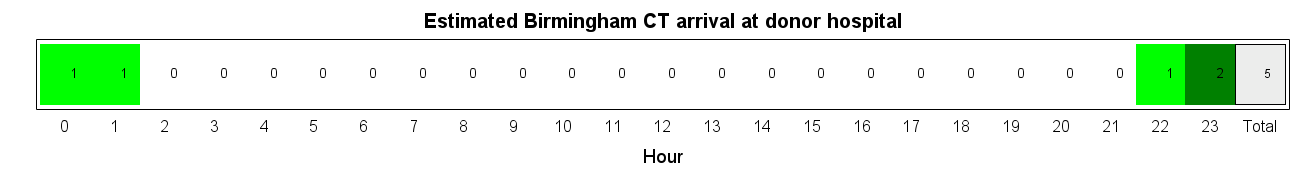 Estimated Birmingham CT arrival at donor hospital
1 1 0 0 0 0 0 0 0 0 0 0 0 0 0 0 0 0 0 0 0 0 1 2 5
0 1 2 3 4 5 6 7 8 9 10 11 12 13 14 15 16 17 18 19 20 21 22 23 Total
Hour